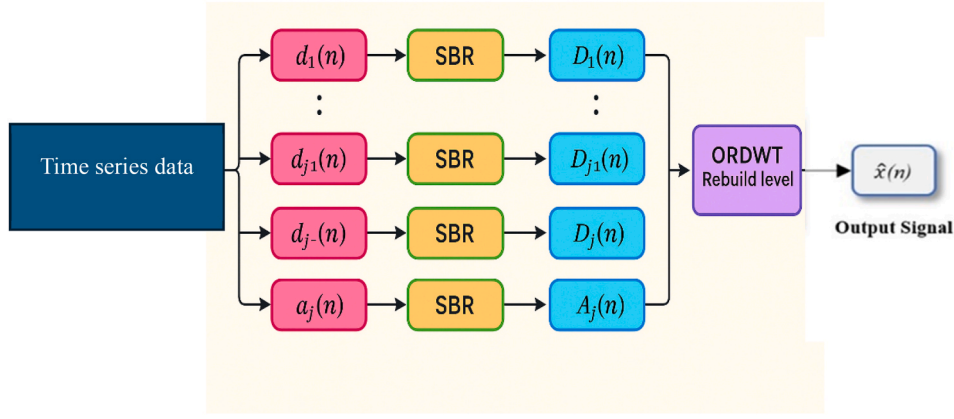 d₁(n) SBR D₁(n)
⋮ ⋮
Time series data
dⱼ₁(n) SBR Dⱼ₁(n)
ORDWT
Rebuild level
x̂(n)
dⱼ₋(n) SBR Dⱼ(n)
Output Signal
aⱼ(n) SBR Aⱼ(n)